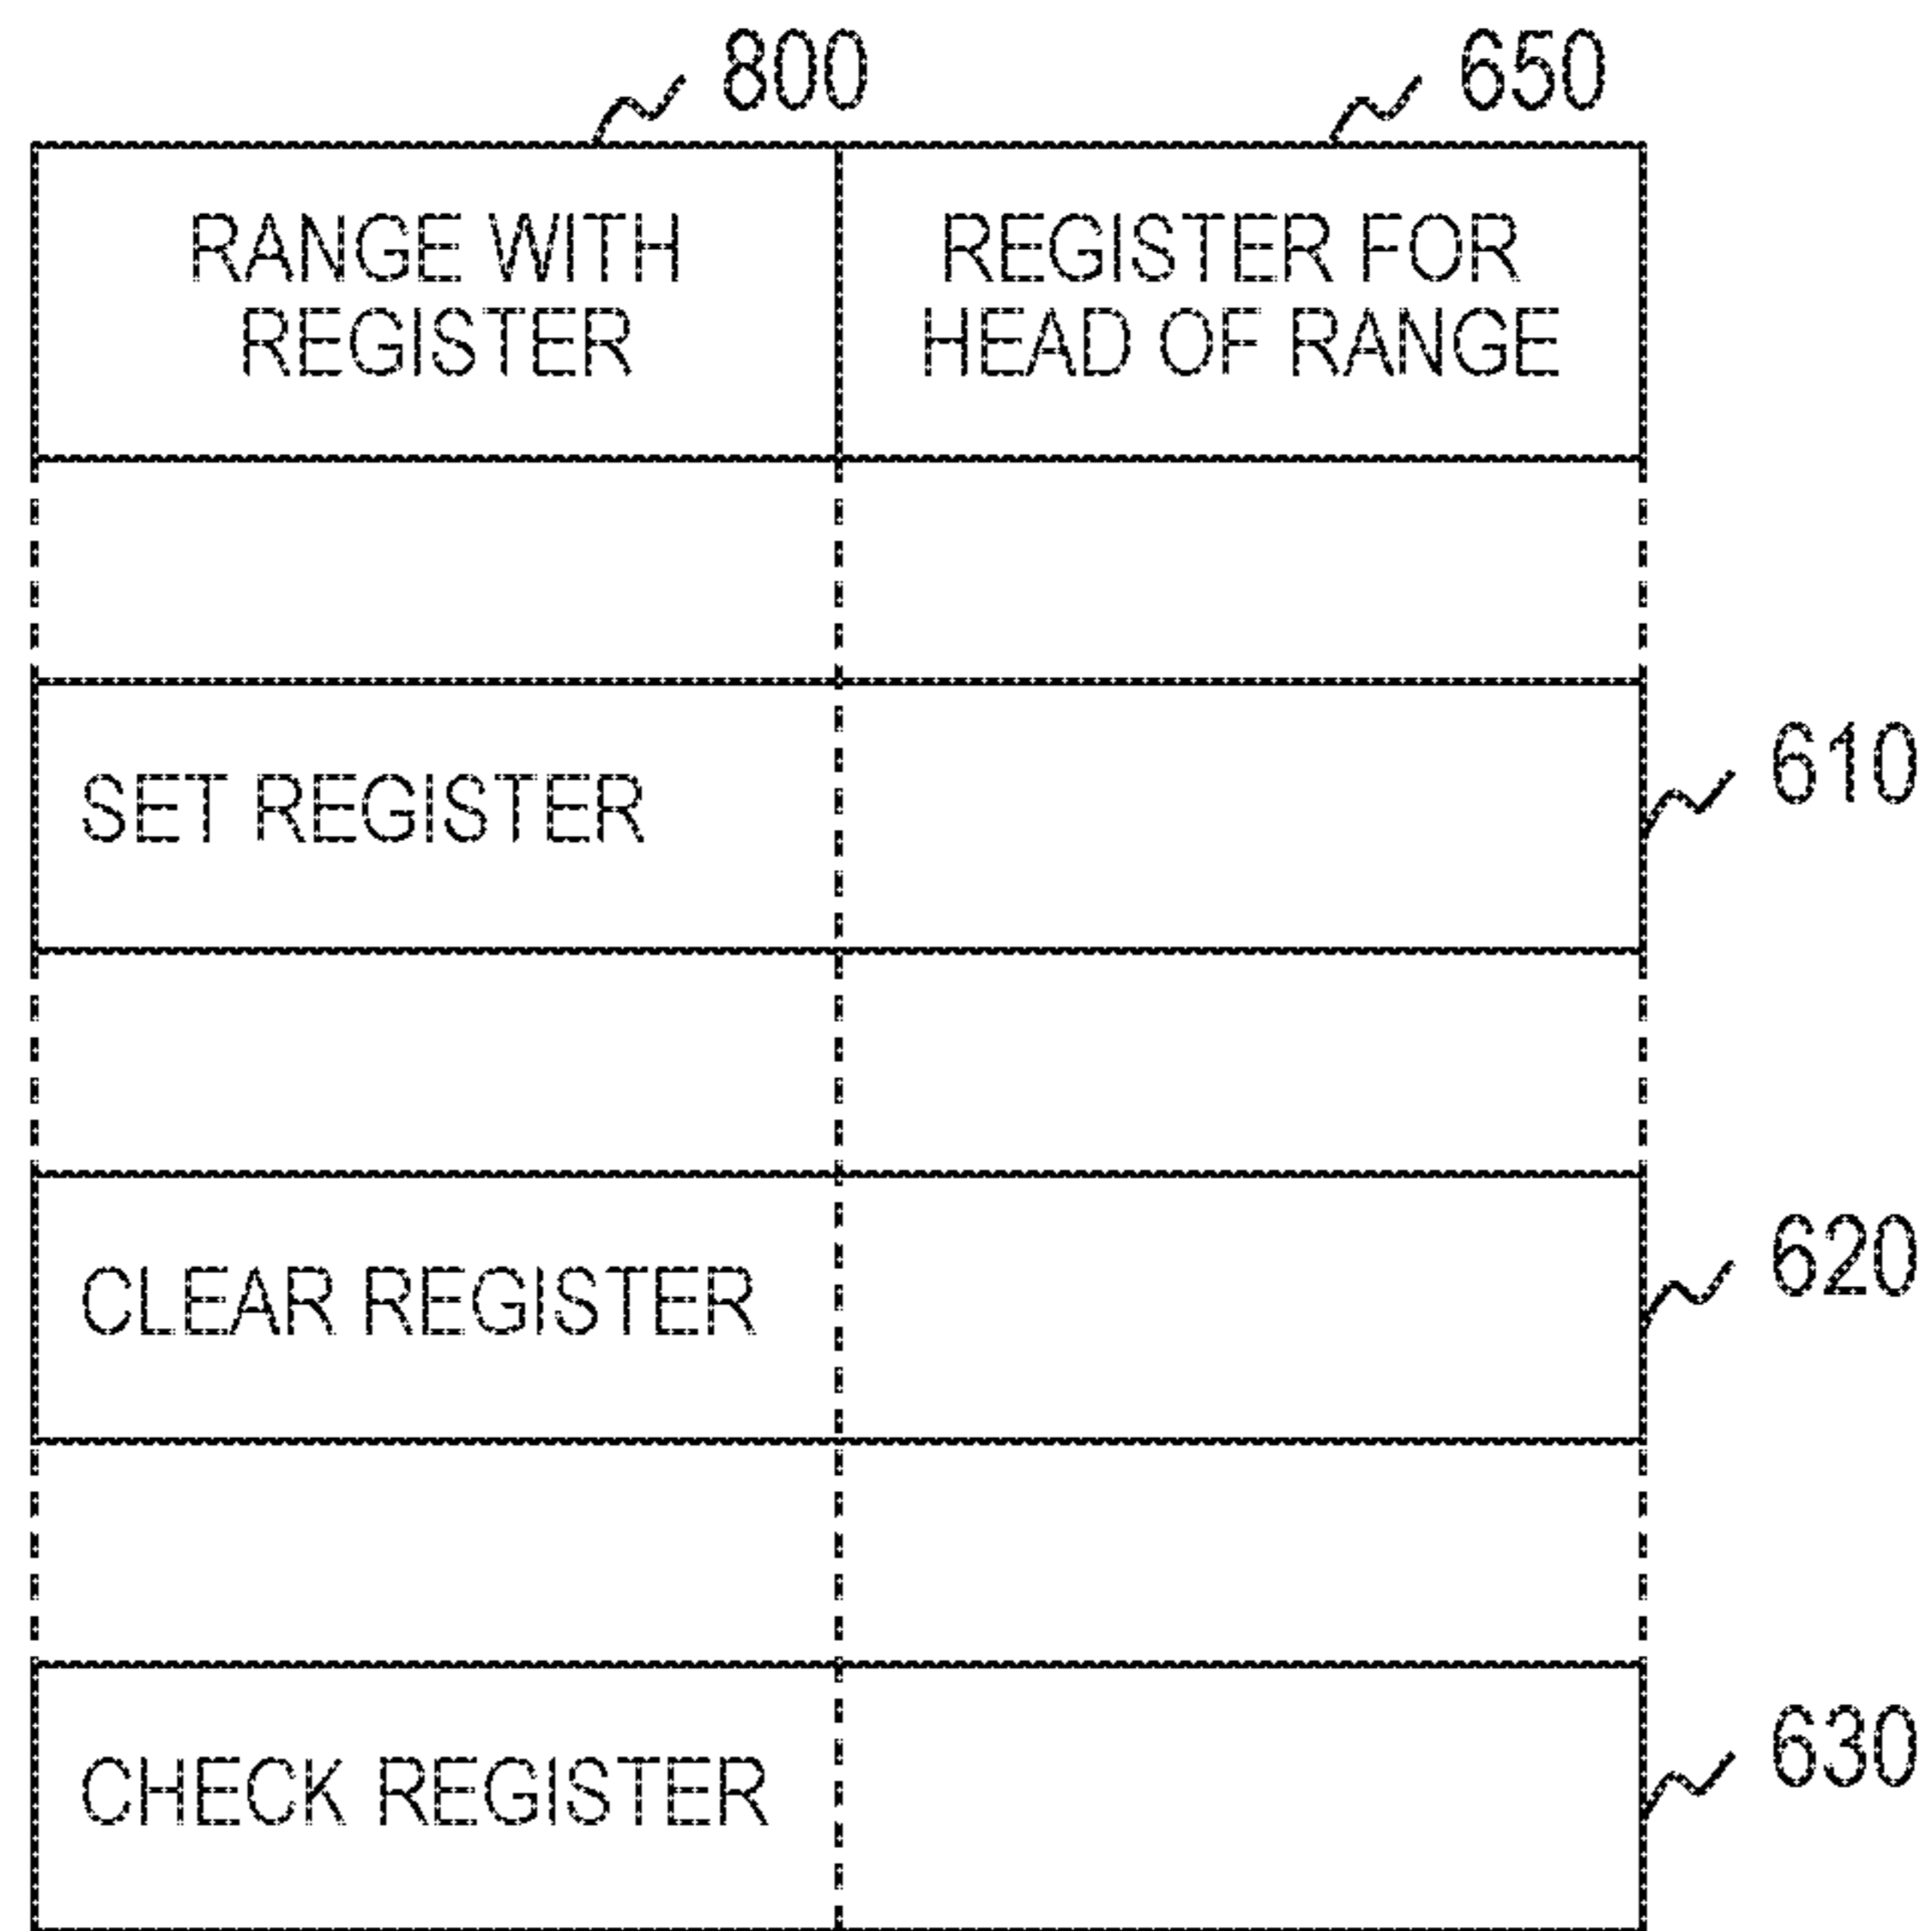 800
650
RANGE WITH
REGISTER
REGISTER FOR
HEAD OF RANGE
SET REGISTER
610
CLEAR REGISTER
620
CHECK REGISTER
630